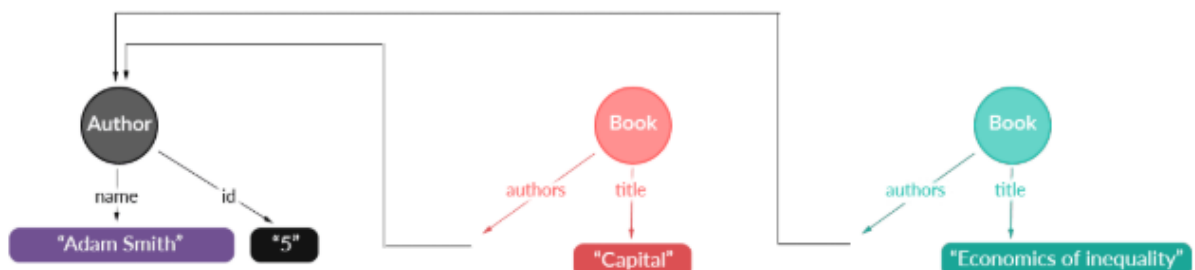 Author
Book
Book
name
id
authors
title
authors
title
"Adam Smith"
"5"
"Capital"
"Economics of inequality"